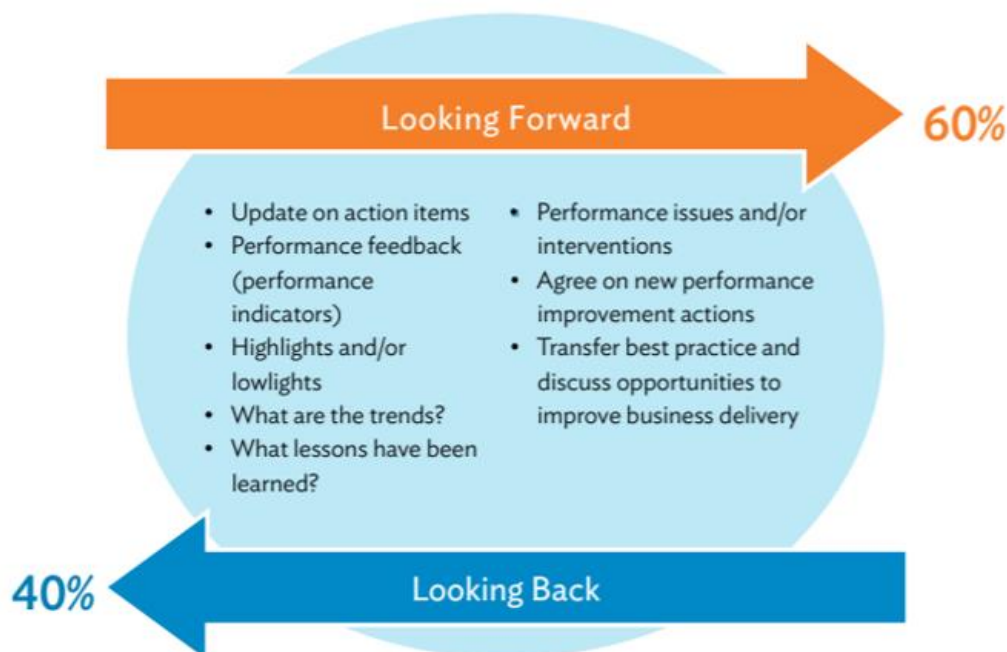 Looking Forward
60%
• Update on action items
• Performance feedback
(performance
indicators)
• Highlights and/or
lowlights
• What are the trends?
• What lessons have been
learned?
• Performance issues and/or
interventions
• Agree on new performance
improvement actions
• Transfer best practice and
discuss opportunities to
improve business delivery
40%
Looking Back